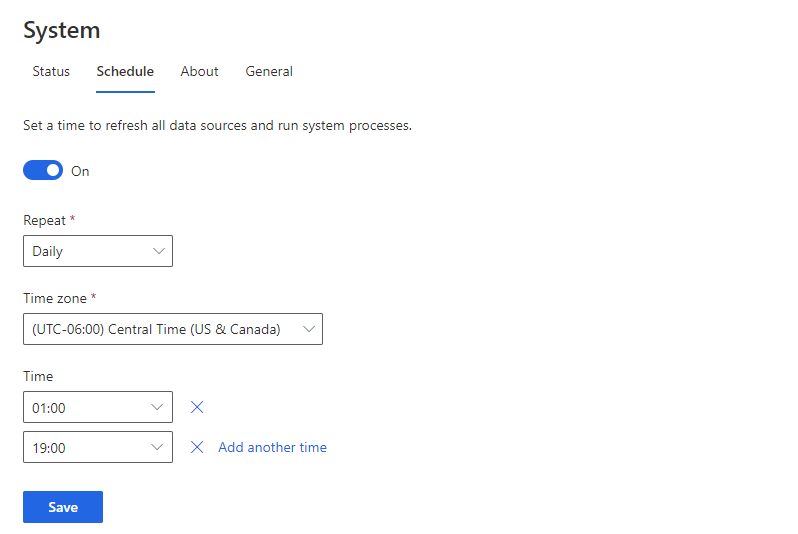 System
Status Schedule About General
Set a time to refresh all data sources and run system processes.
On
Repeat *
Daily
Time zone *
(UTC-06:00) Central Time (US & Canada)
Time
01:00
19:00 Add another time
Save